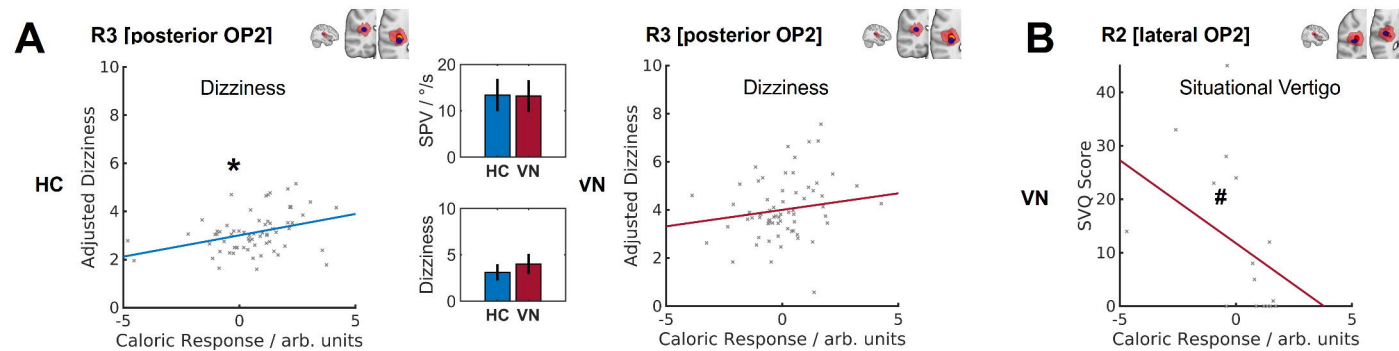 A
R3 [posterior OP2]
Dizziness
HC
Adjusted Dizziness
10
8
6
4
2
0
*
-5
0
5
Caloric Response / arb. units
SPV / °/s
20
10
0
HC VN
Dizziness
10
5
0
HC VN
R3 [posterior OP2]
Dizziness
VN
Adjusted Dizziness
10
8
6
4
2
0
-5
0
5
Caloric Response / arb. units
B
R2 [lateral OP2]
Situational Vertigo
VN
SVQ Score
40
30
20
10
0
#
-5
0
5
Caloric Response / arb. units